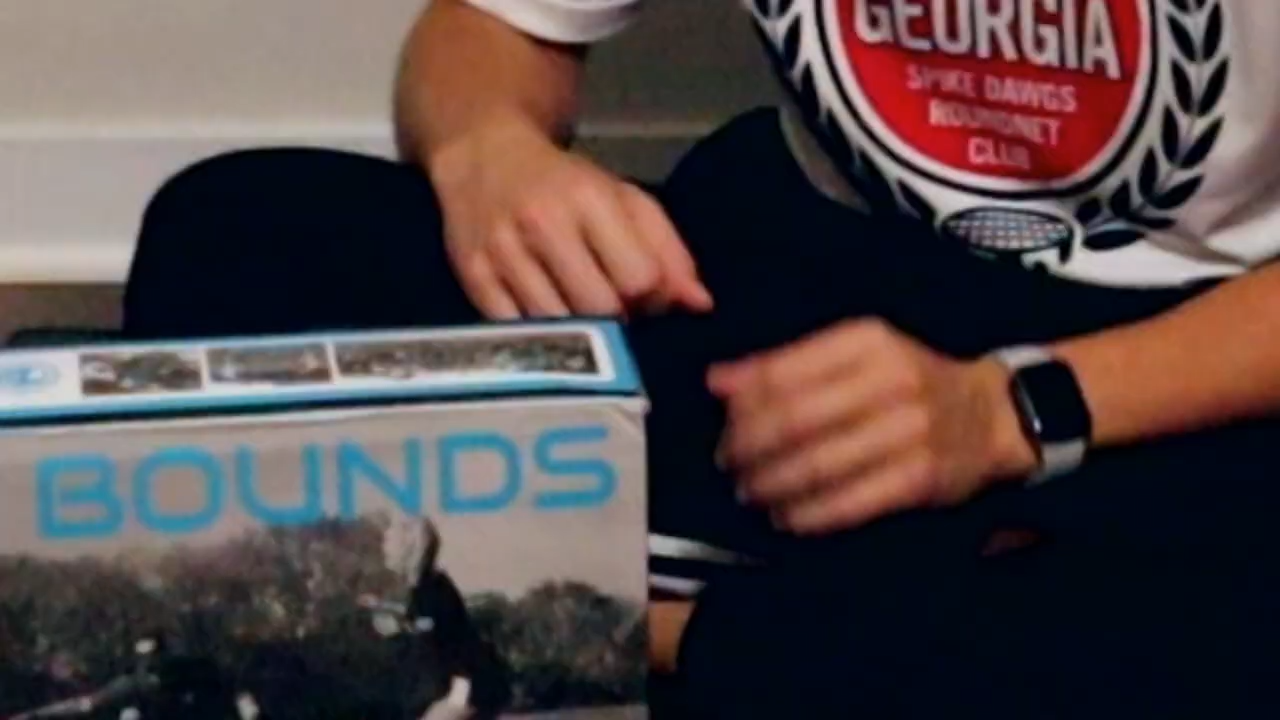 GEORGIA
SPIKE DAWGS
ROUNDNET
CLUB
BOUNDS